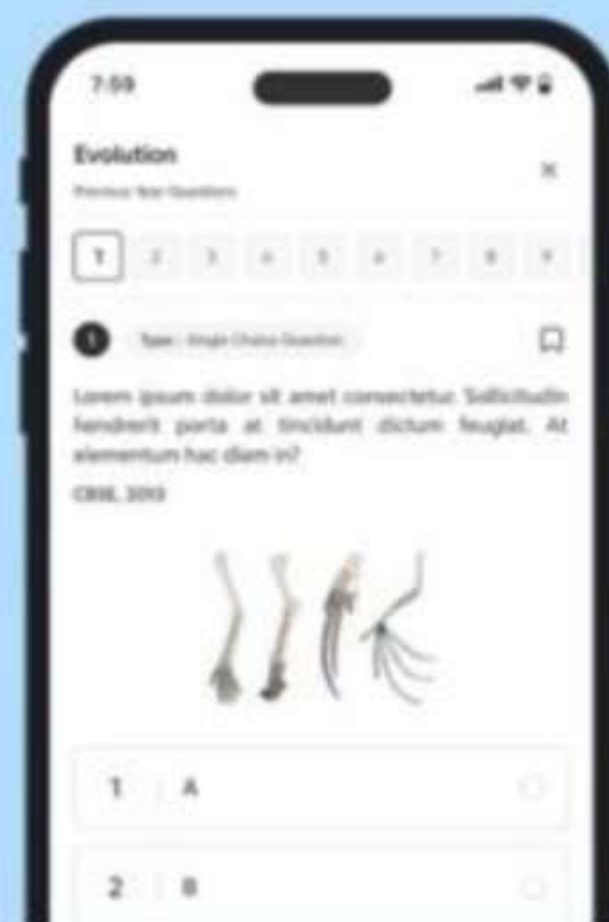 7:59
Evolution
Previous Year Questions
1 2 3 4 5 6 7 8 9
1 Type : Single Choice Question
Lorem ipsum dolor sit amet consectetur. Sollicitudin
hendrerit porta at tincidunt dictum feugiat. At
elementum hac diam in?
CBSE, 2013
1 A
2 B